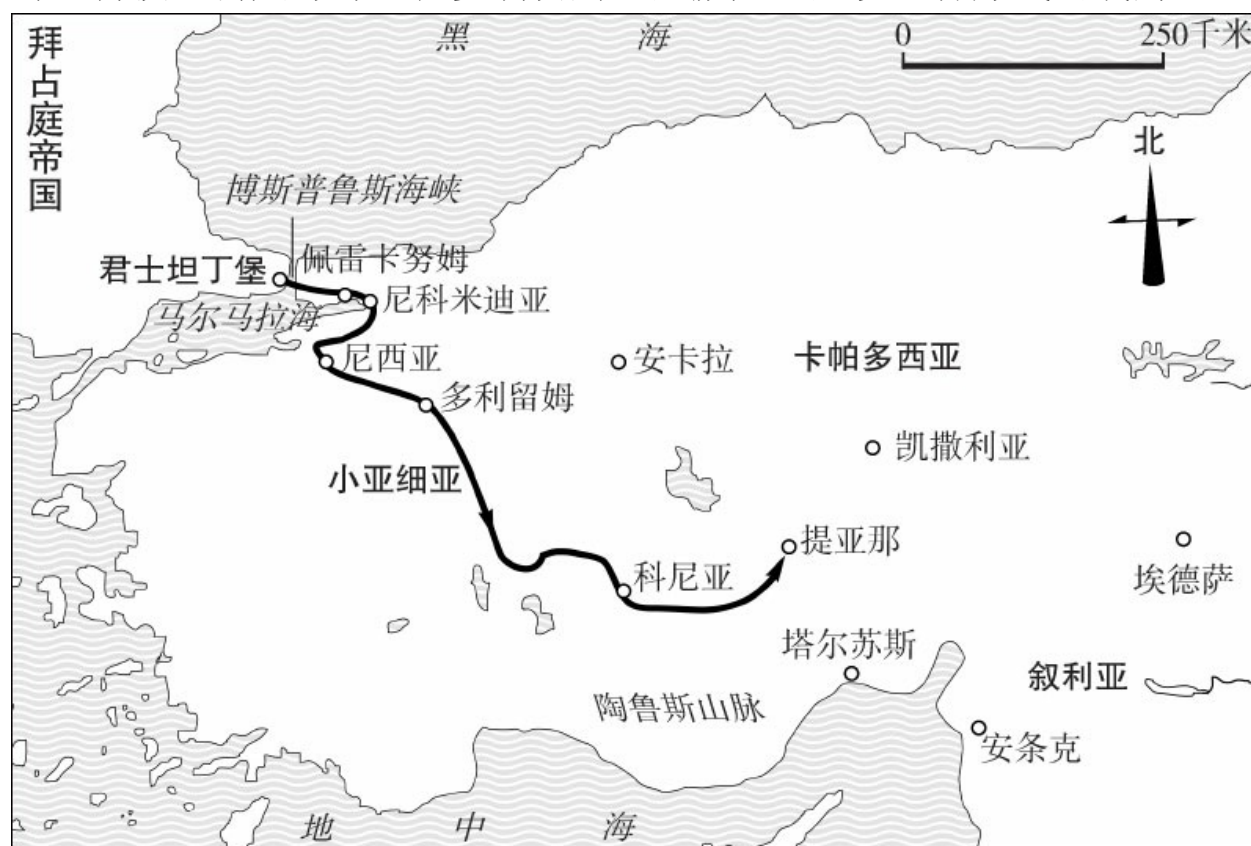 拜占庭帝国
黑海
0 250千米
北
博斯普鲁斯海峡
君士坦丁堡
佩雷卡努姆
尼科米迪亚
马尔马拉海
尼西亚
安卡拉
卡帕多西亚
多利留姆
凯撒利亚
小亚细亚
提亚那
埃德萨
科尼亚
塔尔苏斯
叙利亚
陶鲁斯山脉
安条克
地中海